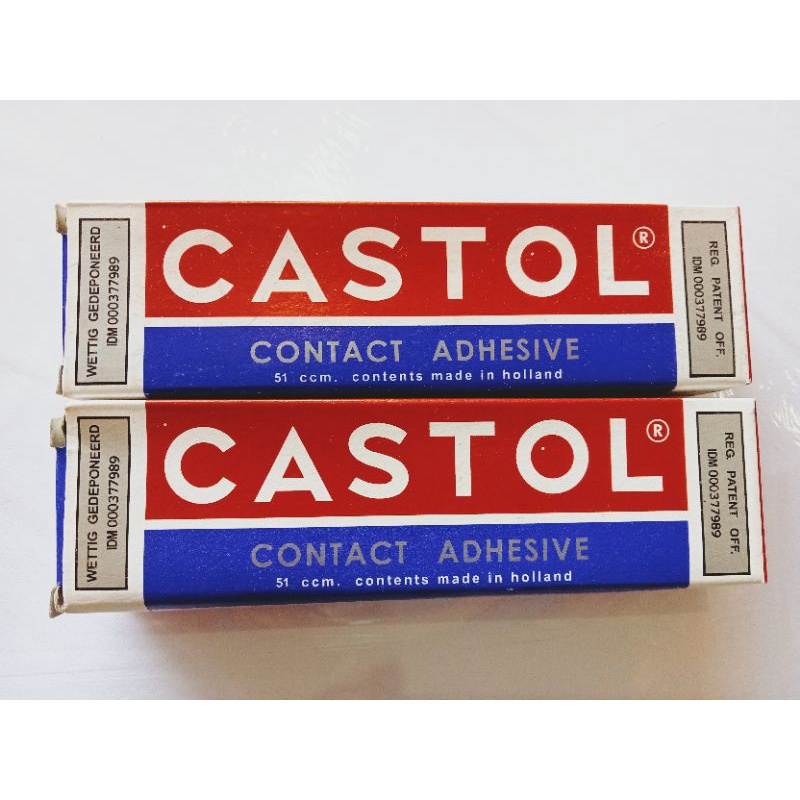 WETTIG GEDEPONEERD
IDM 000377989
CASTOL®
CONTACT ADHESIVE
51 ccm. contents made in holland
REG. PATENT OFF.
IDM 000377989
WETTIG GEDEPONEERD
IDM 000377989
CASTOL®
CONTACT ADHESIVE
51 ccm. contents made in holland
REG. PATENT OFF.
IDM 000377989